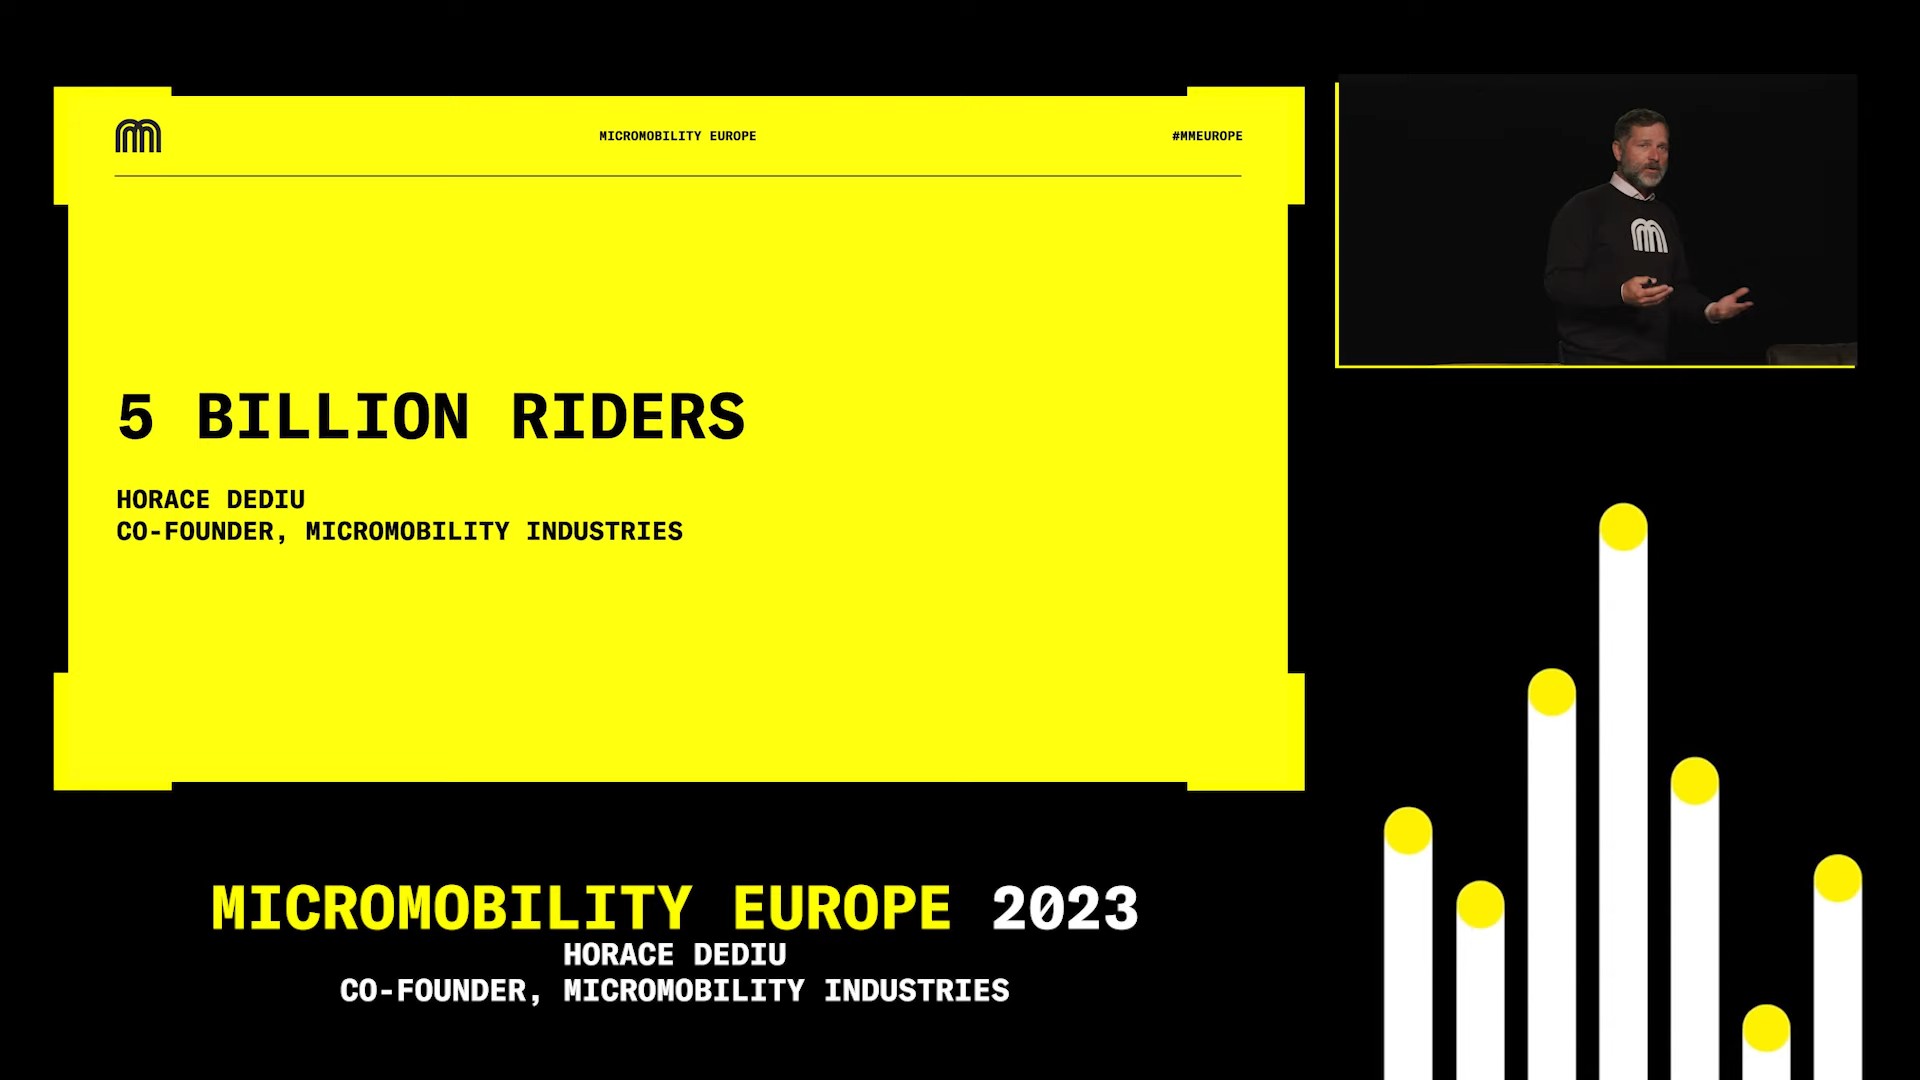 MICROMOBILITY EUROPE
#MMEUROPE
5 BILLION RIDERS
HORACE DEDIU
CO-FOUNDER, MICROMOBILITY INDUSTRIES
MICROMOBILITY EUROPE 2023
HORACE DEDIU
CO-FOUNDER, MICROMOBILITY INDUSTRIES